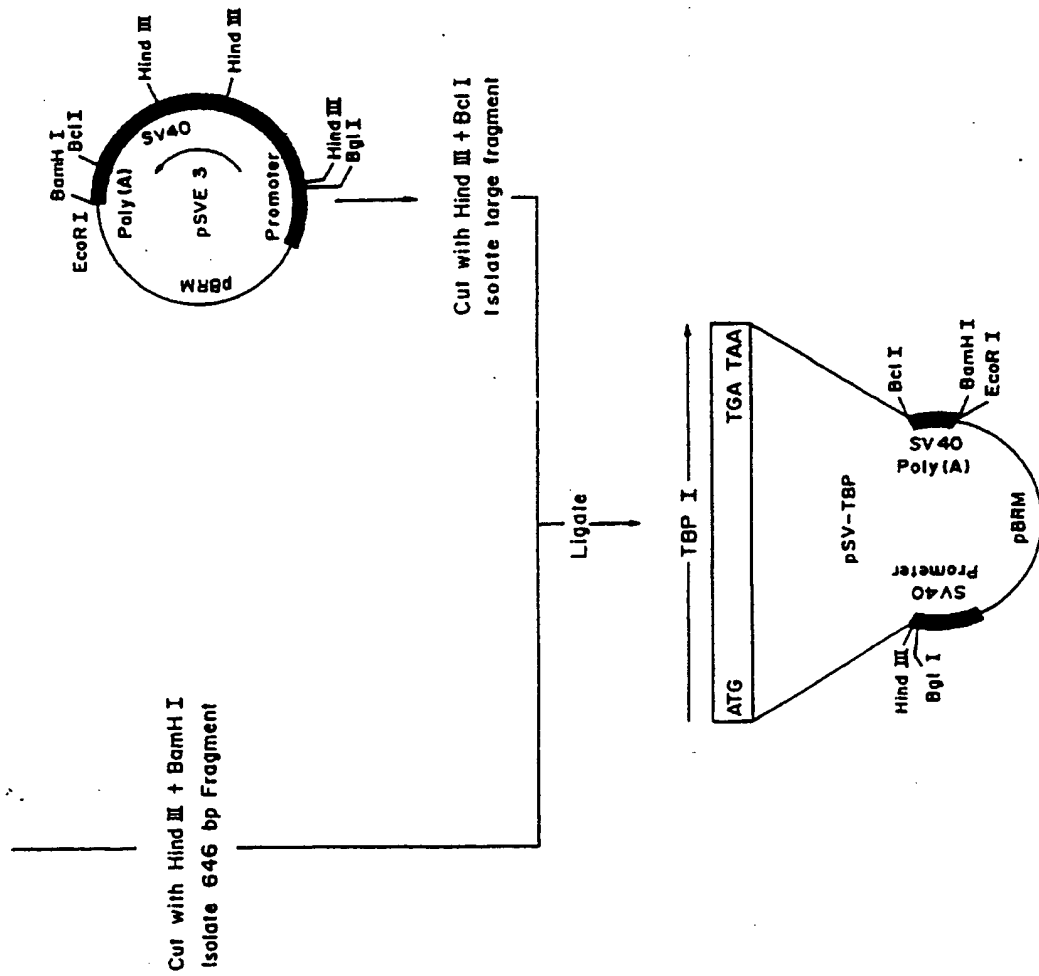 EcoR I
BamH I
Bcl I
Hind III
Hind III
Poly(A)
SV40
pSVE 3
Promoter
pBRM
Hind III
Bgl I
Cut with Hind III + BamH I
Isolate 646 bp Fragment
Cut with Hind III + Bcl I
Isolate large fragment
Ligate
TBP I
ATG
TGA TAA
pSV-TBP
Hind III
Bgl I
SV40
Prometer
SV40
Poly(A)
Bcl I
BamH I
EcoR I
pBRM